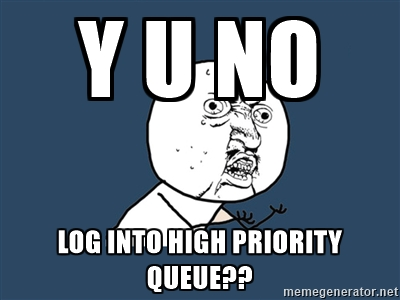 Y U NO
LOG INTO HIGH PRIORITY
QUEUE??
memegenerator.net